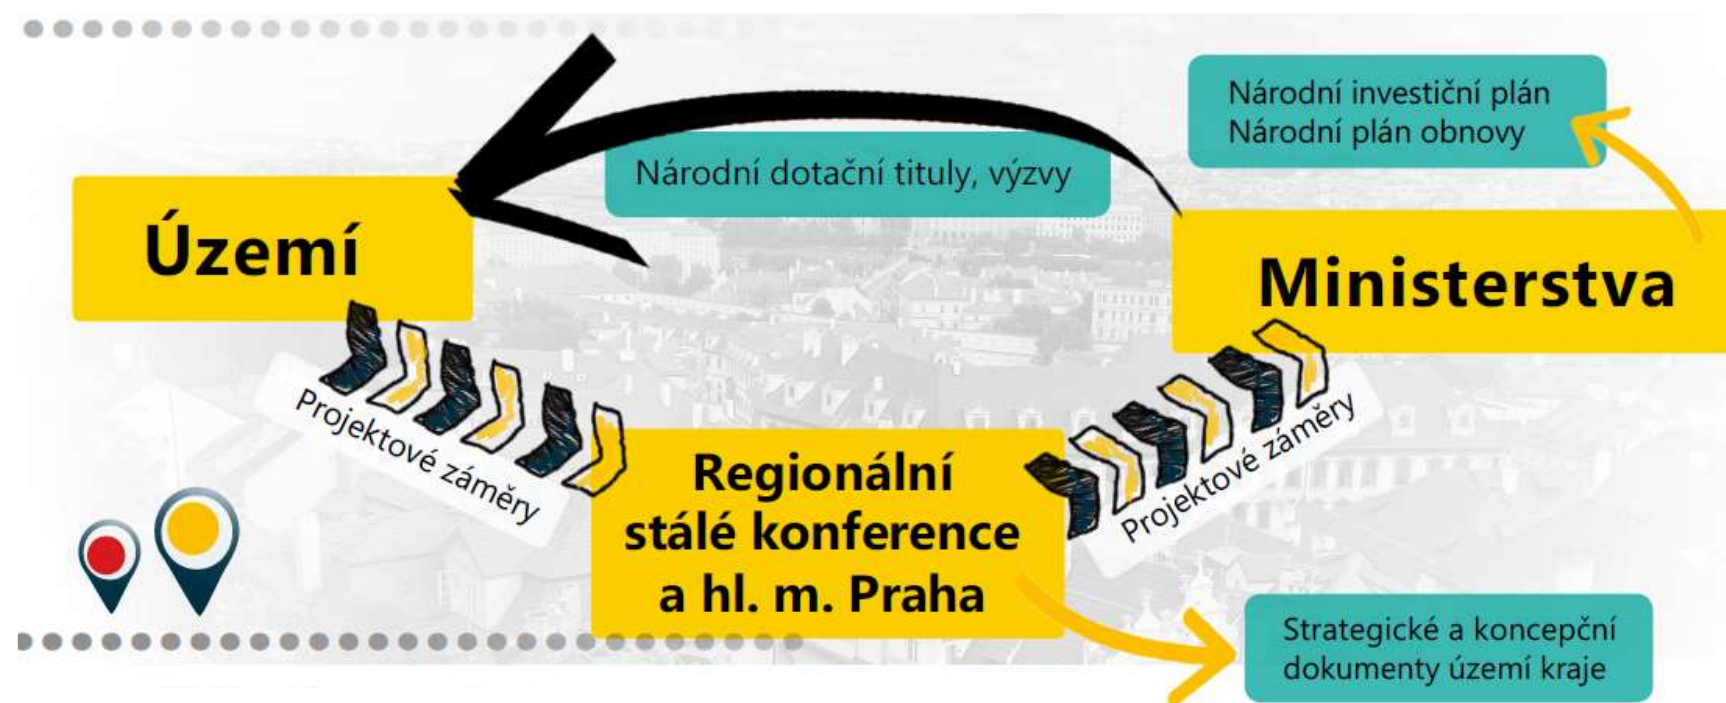 Národní investiční plán
Národní plán obnovy
Národní dotační tituly, výzvy
Území
Ministerstva
Projektové záměry
Projektové záměry
Regionální
stálé konference
a hl. m. Praha
Strategické a koncepční
dokumenty území kraje